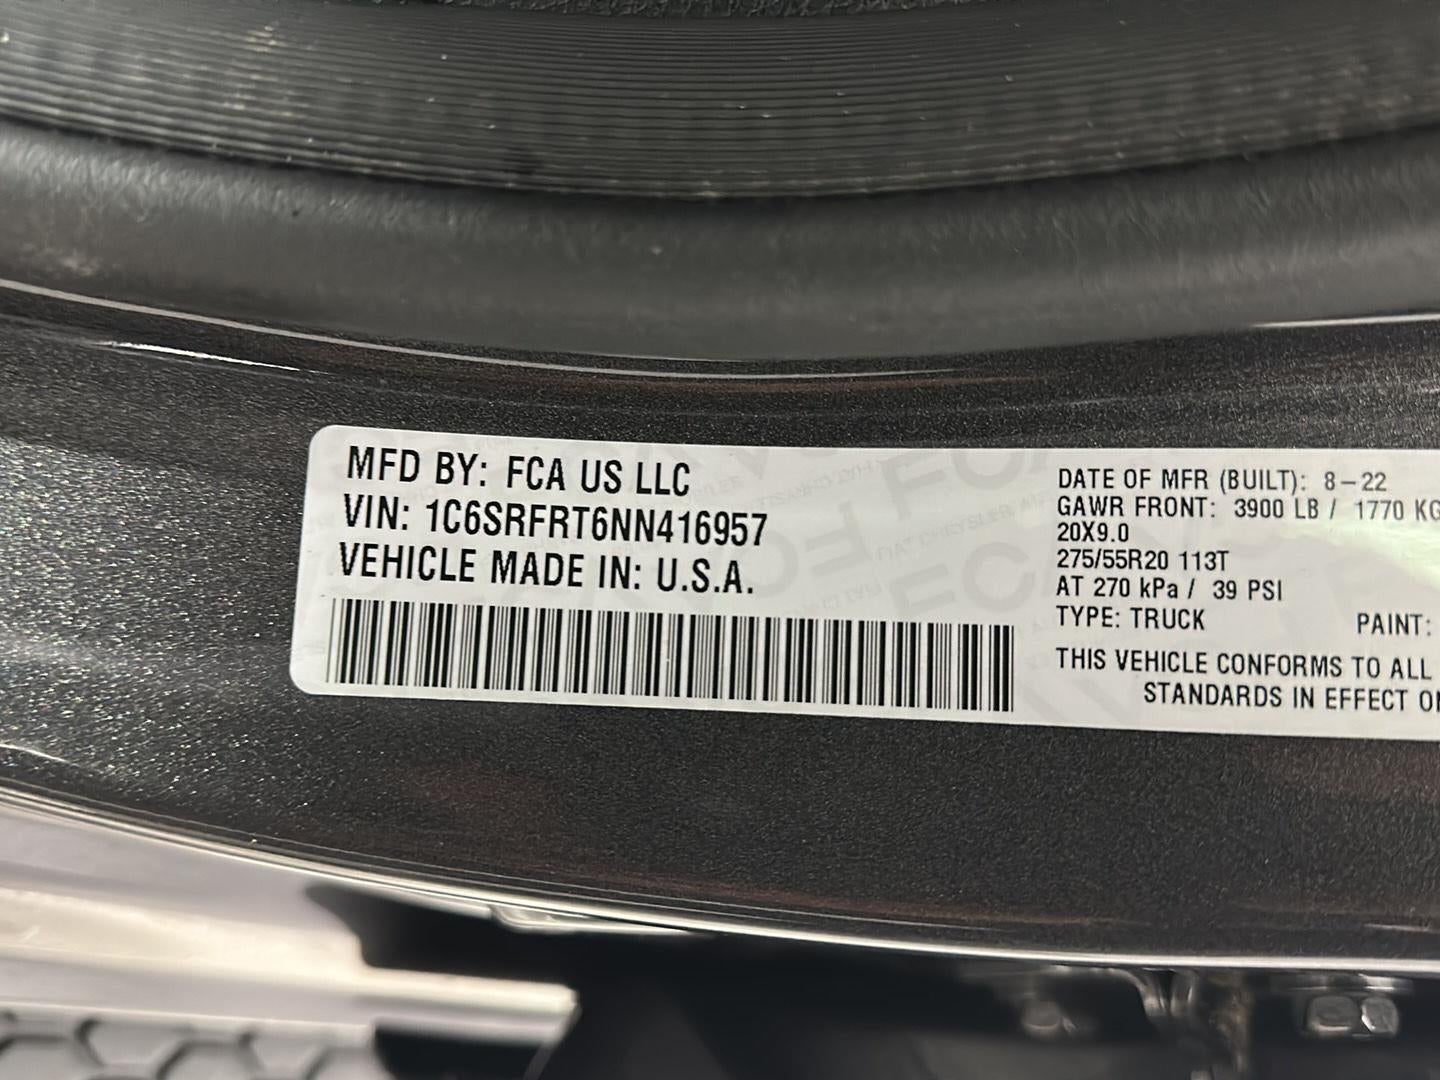 MFD BY: FCA US LLC
VIN: 1C6SRFRT6NN416957
VEHICLE MADE IN: U.S.A.
DATE OF MFR (BUILT): 8-22
GAWR FRONT: 3900 LB / 1770 KG
20X9.0
275/55R20 113T
AT 270 kPa / 39 PSI
TYPE: TRUCK PAINT:
THIS VEHICLE CONFORMS TO ALL
STANDARDS IN EFFECT ON